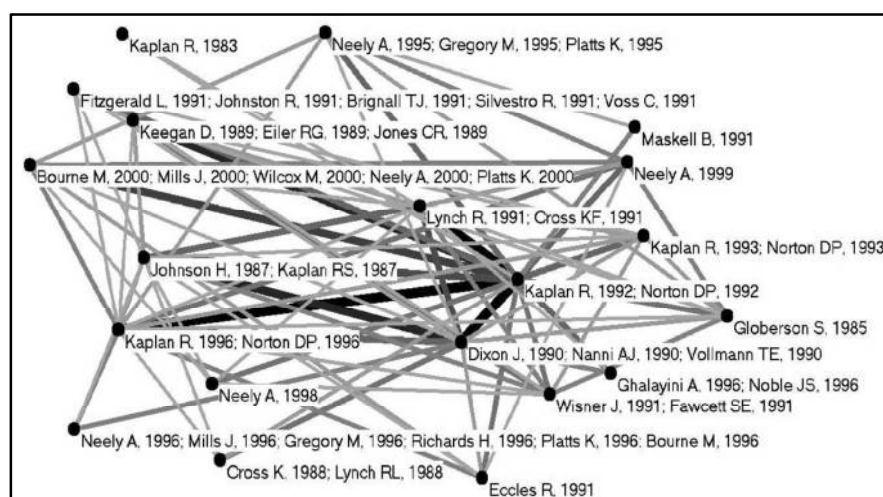 Kaplan R, 1983
Neely A, 1995; Gregory M, 1995; Platts K, 1995
Fitzgerald L, 1991; Johnston R, 1991; Brignall TJ, 1991; Silvestro R, 1991; Voss C, 1991
Keegan D, 1989; Eiler RG, 1989; Jones CR, 1989
Maskell B, 1991
Bourne M, 2000; Mills J, 2000; Wilcox M, 2000; Neely A, 2000; Platts K, 2000
Neely A, 1999
Lynch R, 1991; Cross KF, 1991
Kaplan R, 1993; Norton DP, 1993
Johnson H, 1987; Kaplan RS, 1987
Kaplan R, 1992; Norton DP, 1992
Globerson S, 1985
Kaplan R, 1996; Norton DP, 1996
Dixon J, 1990; Nanni AJ, 1990; Vollmann TE, 1990
Ghalayini A, 1996; Noble JS, 1996
Neely A, 1998
Wisner J, 1991; Fawcett SE, 1991
Neely A, 1996; Mills J, 1996; Gregory M, 1996; Richards H, 1996; Platts K, 1996; Bourne M, 1996
Cross K, 1988; Lynch RL, 1988
Eccles R, 1991